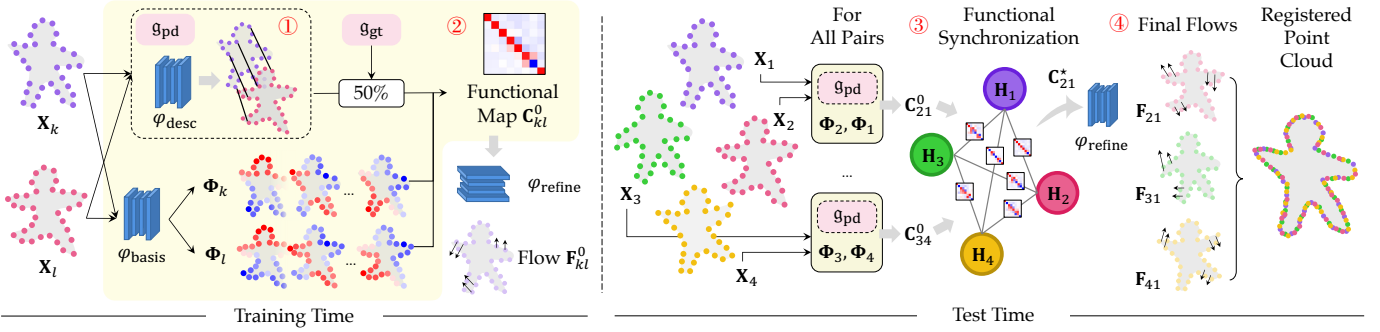 g_pd
①
φ_desc
X_k
X_l
g_gt
50%
②
Functional
Map C^0_kl
φ_basis
Φ_k
...
Φ_l
...
φ_refine
Flow F^0_kl
Training Time
For
All Pairs
X_1
X_2
g_pd
Φ_2, Φ_1
C^0_21
...
X_3
X_4
g_pd
Φ_3, Φ_4
C^0_34
③
Functional
Synchronization
H_1
H_3
H_2
H_4
C^⋆_21
φ_refine
④
Final Flows
F_21
F_31
F_41
Registered
Point
Cloud
Test Time